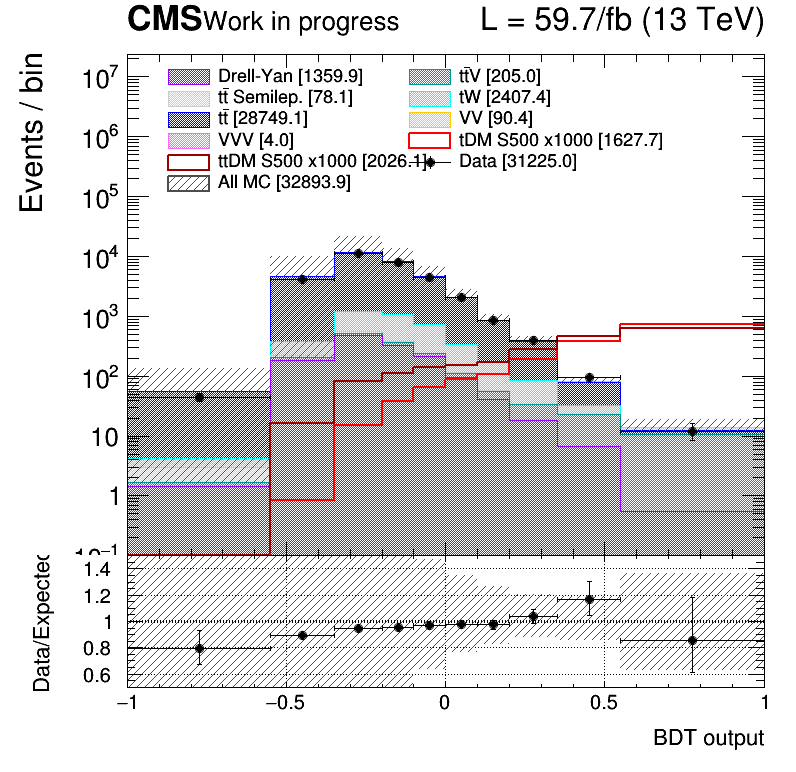 CMS Work in progress L = 59.7/fb (13 TeV)
Events / bin
10⁷
10⁶
10⁵
10⁴
10³
10²
10
1
10⁻¹
Drell-Yan [1359.9] tt̄V [205.0]
tt̄ Semilep. [78.1] tW [2407.4]
tt̄ [28749.1] VV [90.4]
VVV [4.0] tDM S500 x1000 [1627.7]
ttDM S500 x1000 [2026.1] Data [31225.0]
All MC [32893.9]
Data/Expected
1.4
1.2
1
0.8
0.6
−1 −0.5 0 0.5 1
BDT output